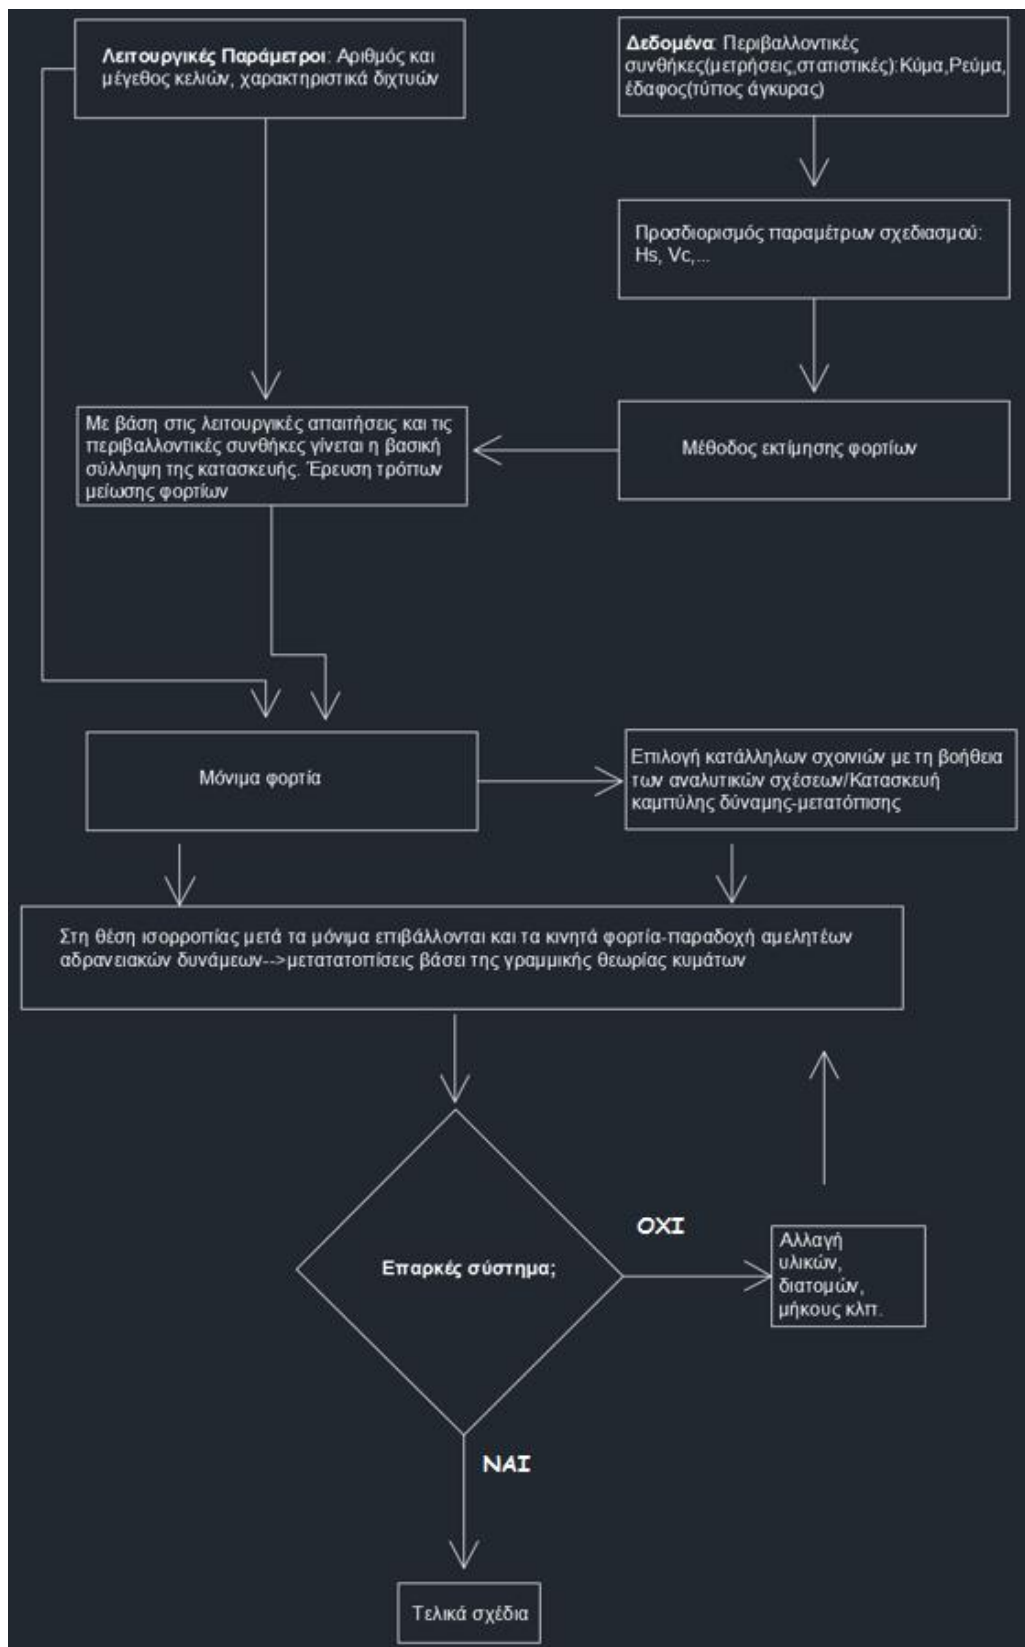 Λειτουργικές Παράμετροι: Αριθμός και
μέγεθος κελιών, χαρακτηριστικά διχτυών
Δεδομένα: Περιβαλλοντικές
συνθήκες(μετρήσεις,στατιστικές):Κύμα,Ρεύμα,
έδαφος(τύπος άγκυρας)
Προσδιορισμός παραμέτρων σχεδιασμού:
Hs, Vc,...
Με βάση στις λειτουργικές απαιτήσεις και τις
περιβαλλοντικές συνθήκες γίνεται η βασική
σύλληψη της κατασκευής. Έρευση τρόπων
μείωσης φορτίων
Μέθοδος εκτίμησης φορτίων
Μόνιμα φορτία
Επιλογή κατάλληλων σχοινιών με τη βοήθεια
των αναλυτικών σχέσεων/Κατασκευή
καμπύλης δύναμης-μετατόπισης
Στη θέση ισορροπίας μετά τα μόνιμα επιβάλλονται και τα κινητά φορτία-παραδοχή αμελητέων
αδρανειακών δυνάμεων-->μετατατοπίσεις βάσει της γραμμικής θεωρίας κυμάτων
Επαρκές σύστημα;
ΟΧΙ
Αλλαγή
υλικών,
διατομών,
μήκους κλπ.
ΝΑΙ
Τελικά σχέδια